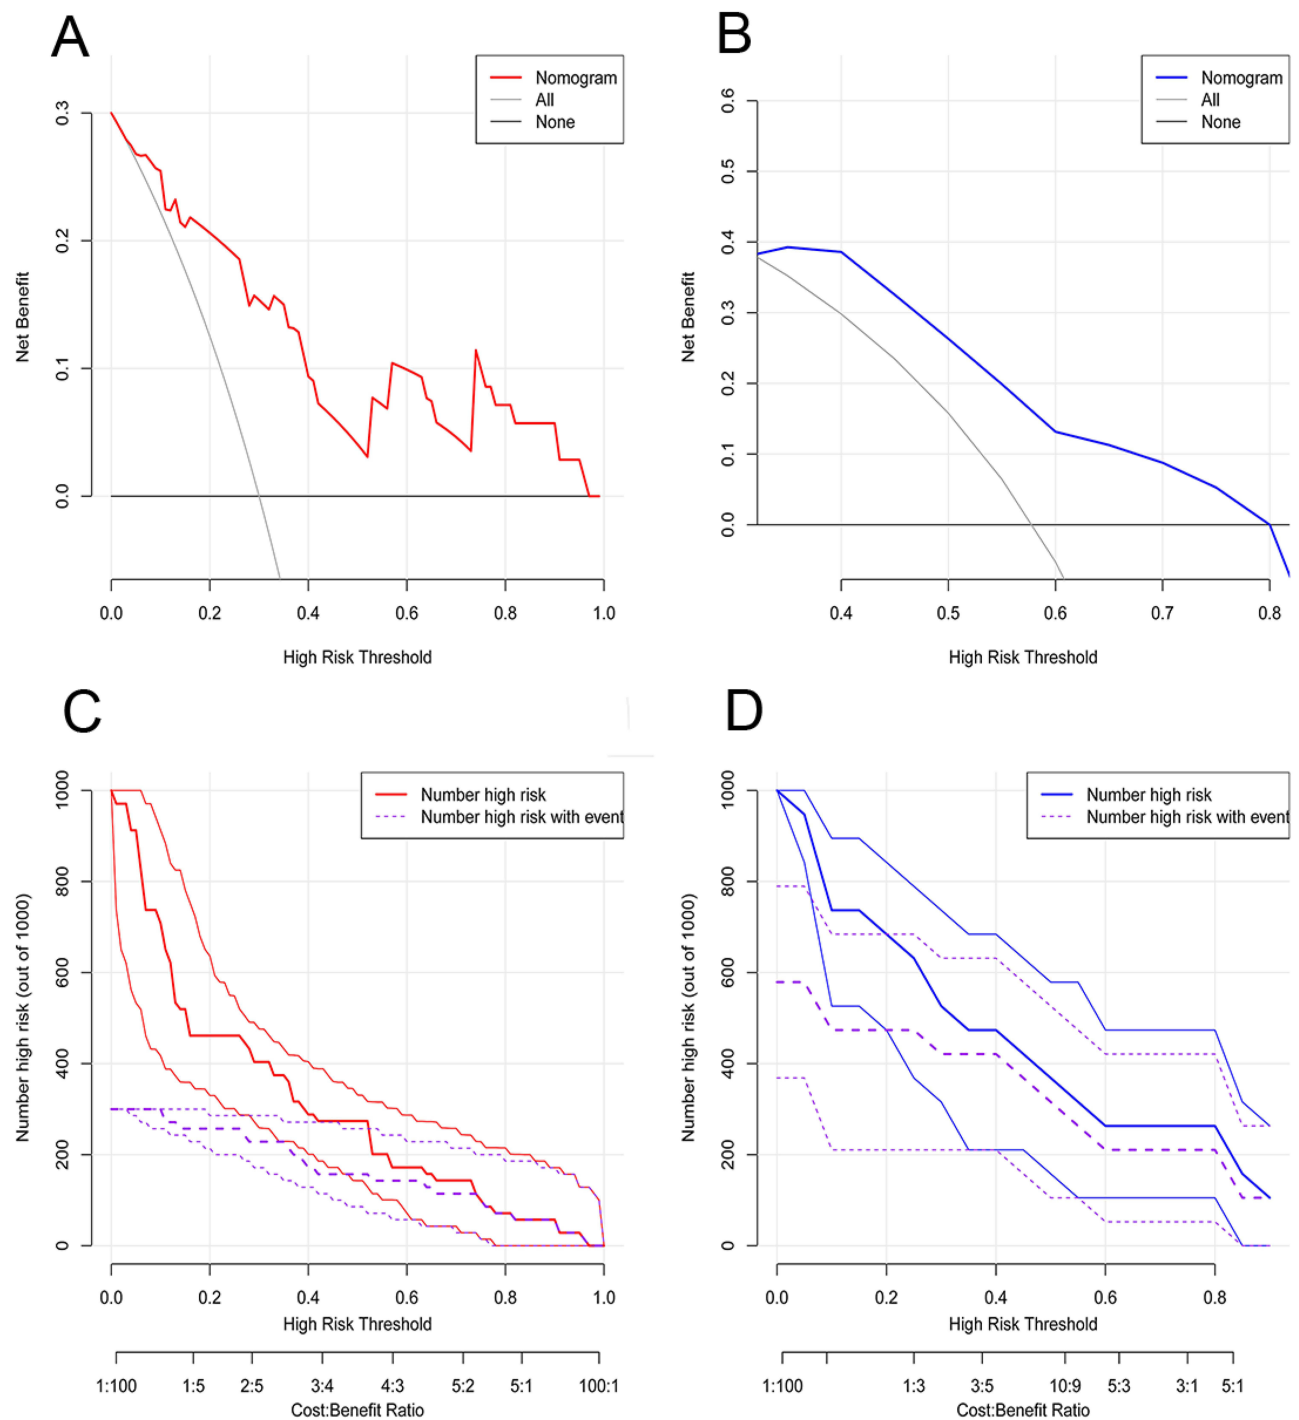 A
Nomogram
All
None
0.3
0.2
0.1
0.0
Net Benefit
0.0 0.2 0.4 0.6 0.8 1.0
High Risk Threshold
B
Nomogram
All
None
0.6
0.5
0.4
0.3
0.2
0.1
0.0
Net Benefit
0.4 0.5 0.6 0.7 0.8
High Risk Threshold
C
Number high risk
Number high risk with event
1000
800
600
400
200
0
Number high risk (out of 1000)
0.0 0.2 0.4 0.6 0.8 1.0
High Risk Threshold
1:100 1:5 2:5 3:4 4:3 5:2 5:1 100:1
Cost:Benefit Ratio
D
Number high risk
Number high risk with event
1000
800
600
400
200
0
Number high risk (out of 1000)
0.0 0.2 0.4 0.6 0.8
High Risk Threshold
1:100 1:3 3:5 10:9 5:3 3:1 5:1
Cost:Benefit Ratio